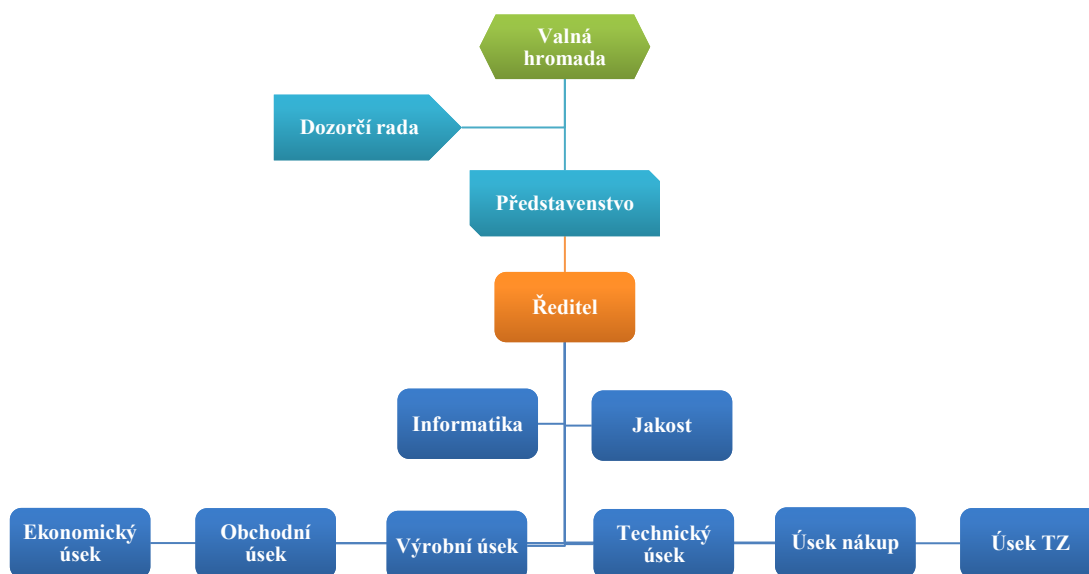 Valná
hromada
Dozorčí rada
Představenstvo
Ředitel
Informatika
Jakost
Ekonomický
úsek
Obchodní
úsek
Výrobní úsek
Technický
úsek
Úsek nákup
Úsek TZ